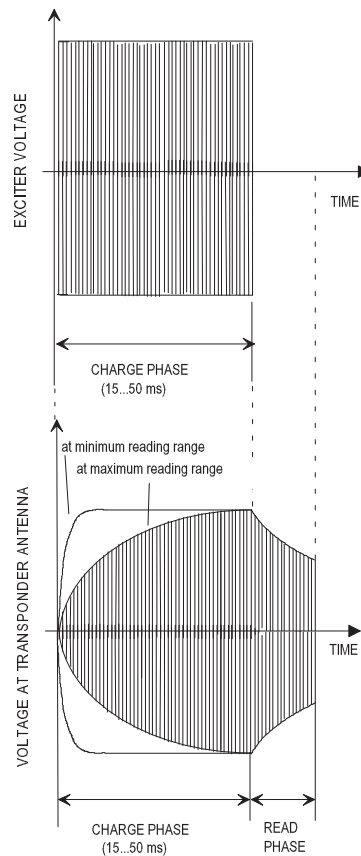 EXCITER VOLTAGE
TIME
CHARGE PHASE
(15...50 ms)
at minimum reading range
at maximum reading range
VOLTAGE AT TRANSPONDER ANTENNA
TIME
CHARGE PHASE
(15...50 ms)
READ
PHASE